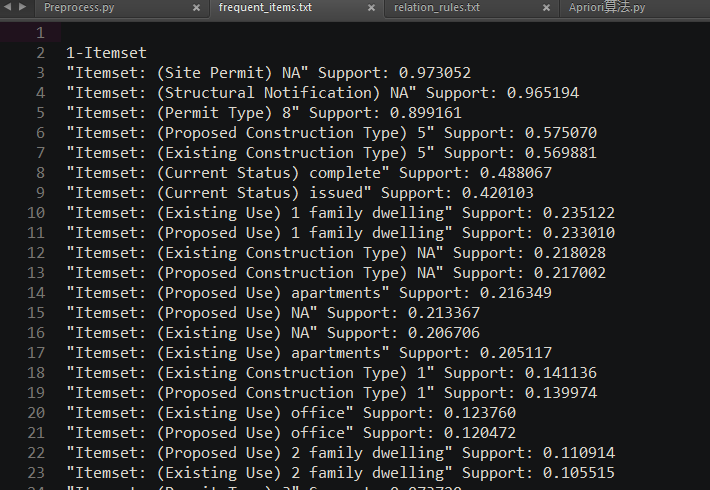 Preprocess.py × frequent_items.txt × relation_rules.txt × Apriori算法.py
1
2 1-Itemset
3 "Itemset: (Site Permit) NA" Support: 0.973052
4 "Itemset: (Structural Notification) NA" Support: 0.965194
5 "Itemset: (Permit Type) 8" Support: 0.899161
6 "Itemset: (Proposed Construction Type) 5" Support: 0.575070
7 "Itemset: (Existing Construction Type) 5" Support: 0.569881
8 "Itemset: (Current Status) complete" Support: 0.488067
9 "Itemset: (Current Status) issued" Support: 0.420103
10 "Itemset: (Existing Use) 1 family dwelling" Support: 0.235122
11 "Itemset: (Proposed Use) 1 family dwelling" Support: 0.233010
12 "Itemset: (Existing Construction Type) NA" Support: 0.218028
13 "Itemset: (Proposed Construction Type) NA" Support: 0.217002
14 "Itemset: (Proposed Use) apartments" Support: 0.216349
15 "Itemset: (Proposed Use) NA" Support: 0.213367
16 "Itemset: (Existing Use) NA" Support: 0.206706
17 "Itemset: (Existing Use) apartments" Support: 0.205117
18 "Itemset: (Existing Construction Type) 1" Support: 0.141136
19 "Itemset: (Proposed Construction Type) 1" Support: 0.139974
20 "Itemset: (Existing Use) office" Support: 0.123760
21 "Itemset: (Proposed Use) office" Support: 0.120472
22 "Itemset: (Proposed Use) 2 family dwelling" Support: 0.110914
23 "Itemset: (Existing Use) 2 family dwelling" Support: 0.105515